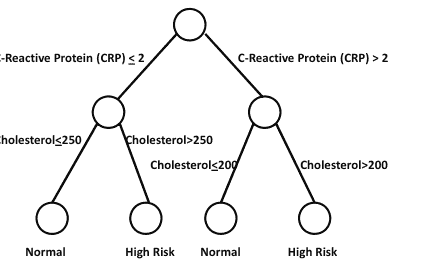 -Reactive Protein (CRP) ≤ 2
C-Reactive Protein (CRP) > 2
holesterol≤250
Cholesterol>250
Cholesterol≤200
Cholesterol>200
Normal
High Risk
Normal
High Risk